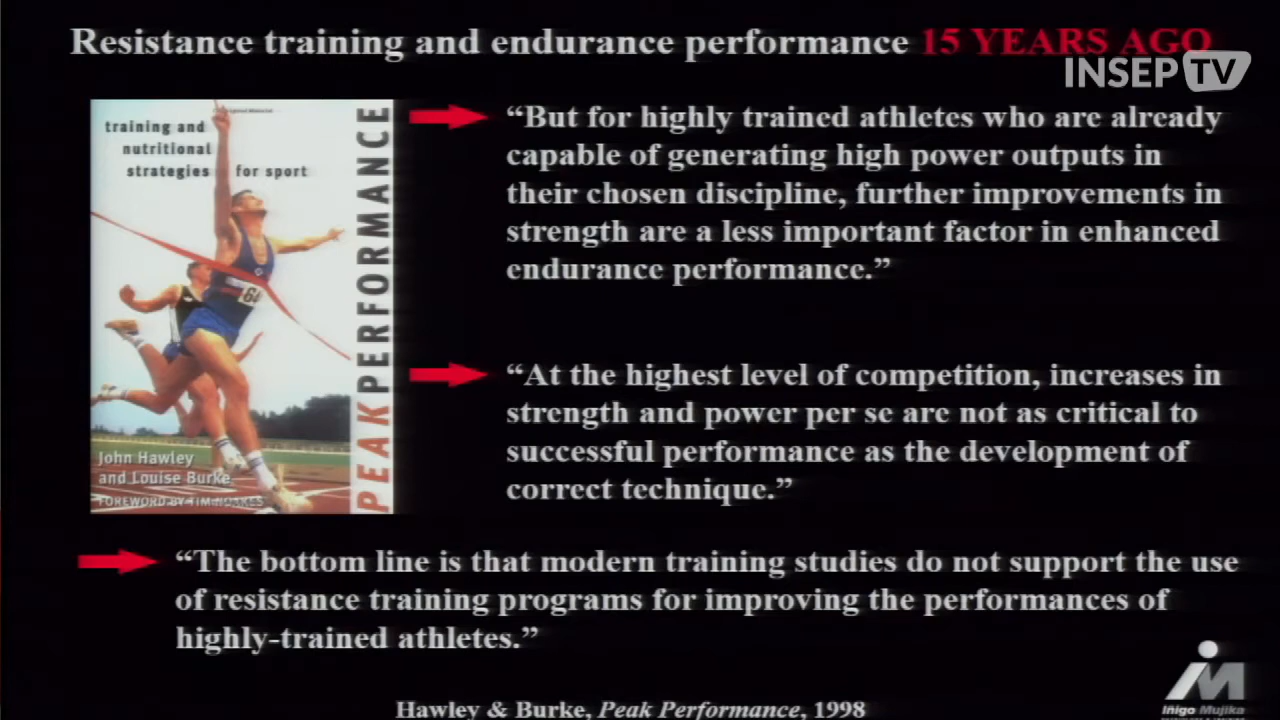 Resistance training and endurance performance 15 YEARS AGO
INSEP TV
training and
nutritional
strategies for sport
PEAK PERFORMANCE
John Hawley
and Louise Burke
FOREWORD BY TIM NOAKES
“But for highly trained athletes who are already
capable of generating high power outputs in
their chosen discipline, further improvements in
strength are a less important factor in enhanced
endurance performance.”
“At the highest level of competition, increases in
strength and power per se are not as critical to
successful performance as the development of
correct technique.”
“The bottom line is that modern training studies do not support the use
of resistance training programs for improving the performances of
highly-trained athletes.”
Hawley & Burke, Peak Performance, 1998
Iñigo Mujika